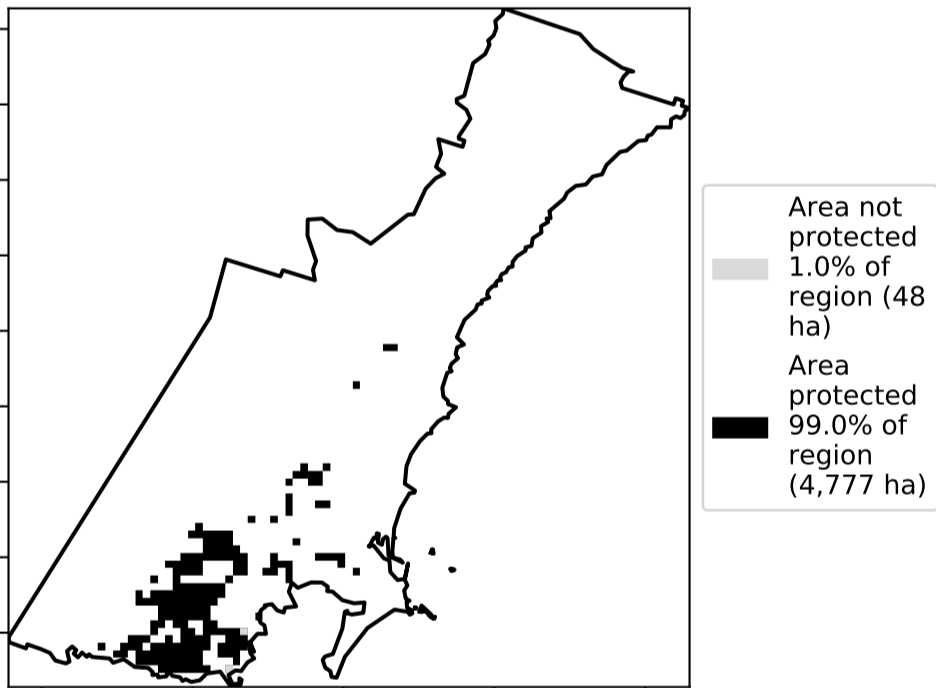 Area not
protected
1.0% of
region (48
ha)
Area
protected
99.0% of
region
(4,777 ha)